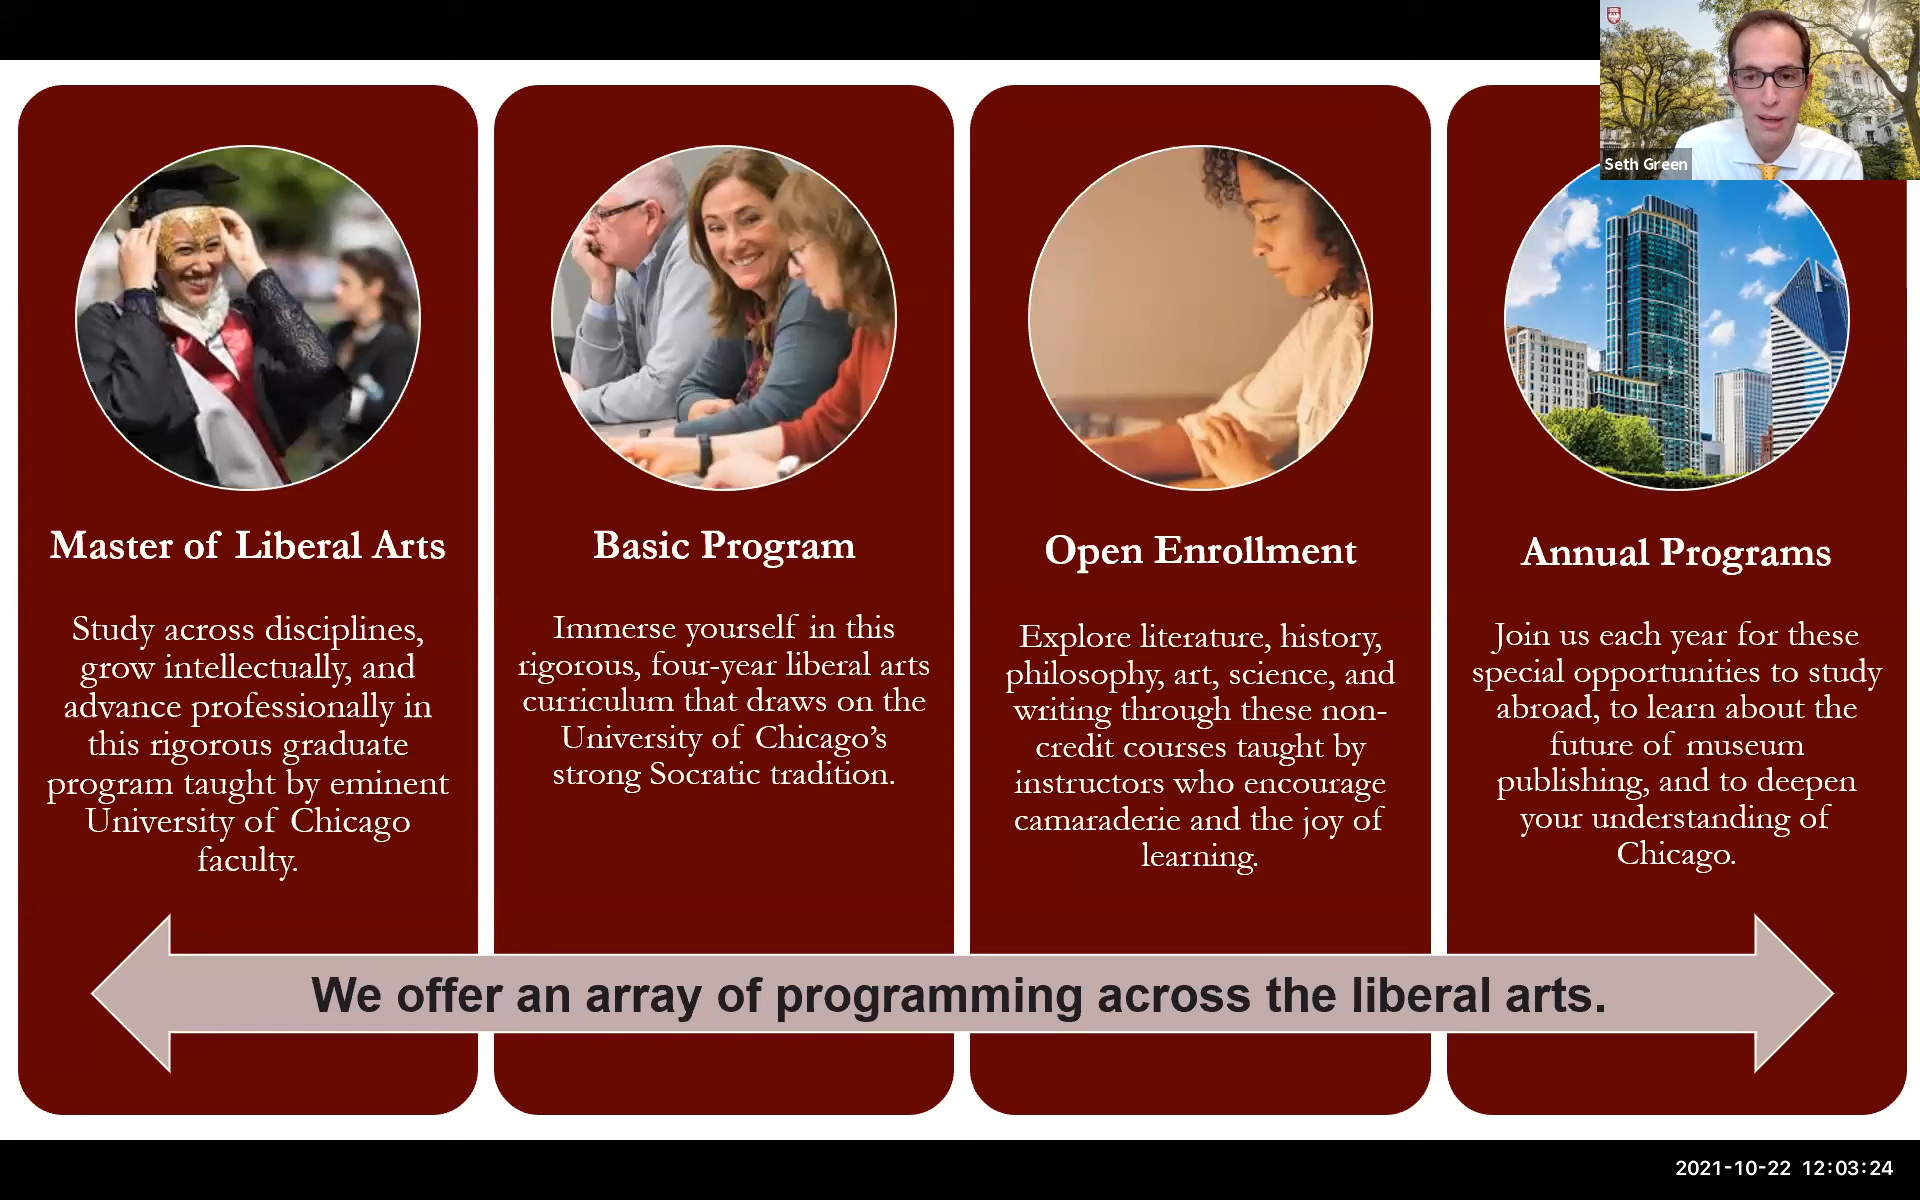 Seth Green
Master of Liberal Arts
Study across disciplines,
grow intellectually, and
advance professionally in
this rigorous graduate
program taught by eminent
University of Chicago
faculty.
Basic Program
Immerse yourself in this
rigorous, four-year liberal arts
curriculum that draws on the
University of Chicago’s
strong Socratic tradition.
Open Enrollment
Explore literature, history,
philosophy, art, science, and
writing through these non-
credit courses taught by
instructors who encourage
camaraderie and the joy of
learning.
Annual Programs
Join us each year for these
special opportunities to study
abroad, to learn about the
future of museum
publishing, and to deepen
your understanding of
Chicago.
We offer an array of programming across the liberal arts.
2021-10-22 12:03:24